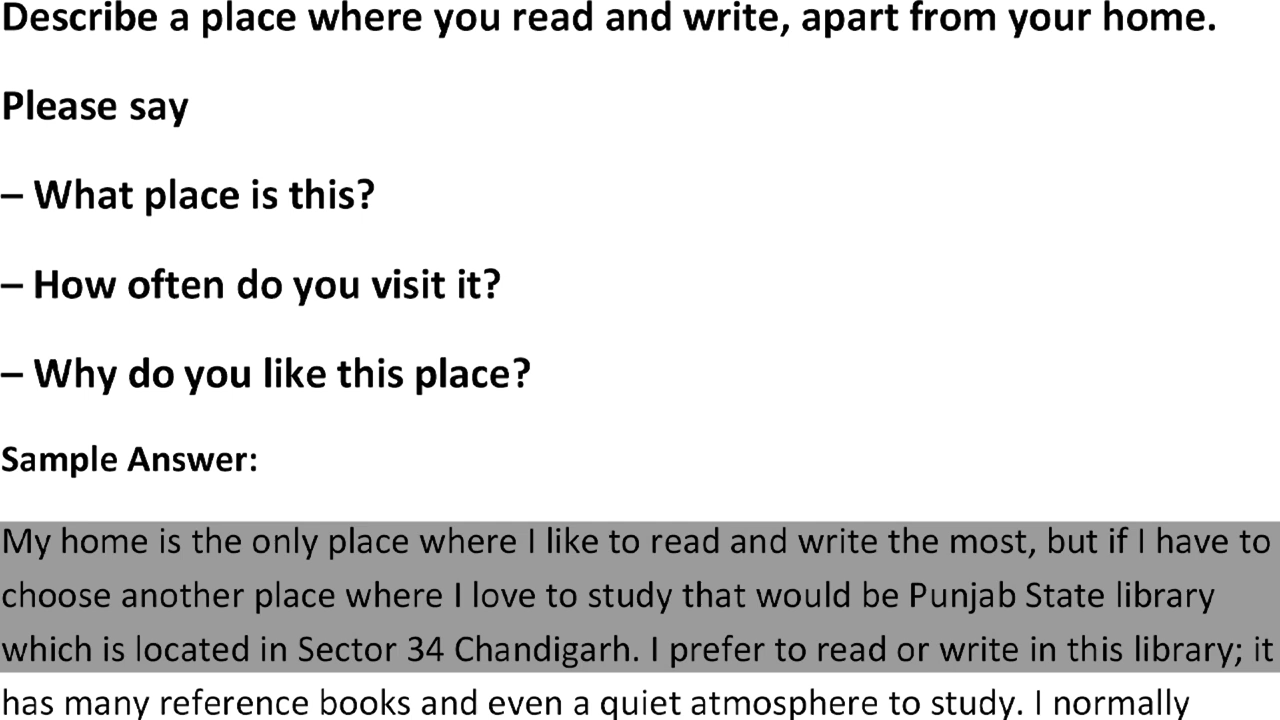 Describe a place where you read and write, apart from your home.
Please say
– What place is this?
– How often do you visit it?
– Why do you like this place?
Sample Answer:
My home is the only place where I like to read and write the most, but if I have to
choose another place where I love to study that would be Punjab State library
which is located in Sector 34 Chandigarh. I prefer to read or write in this library; it
has many reference books and even a quiet atmosphere to study. I normally